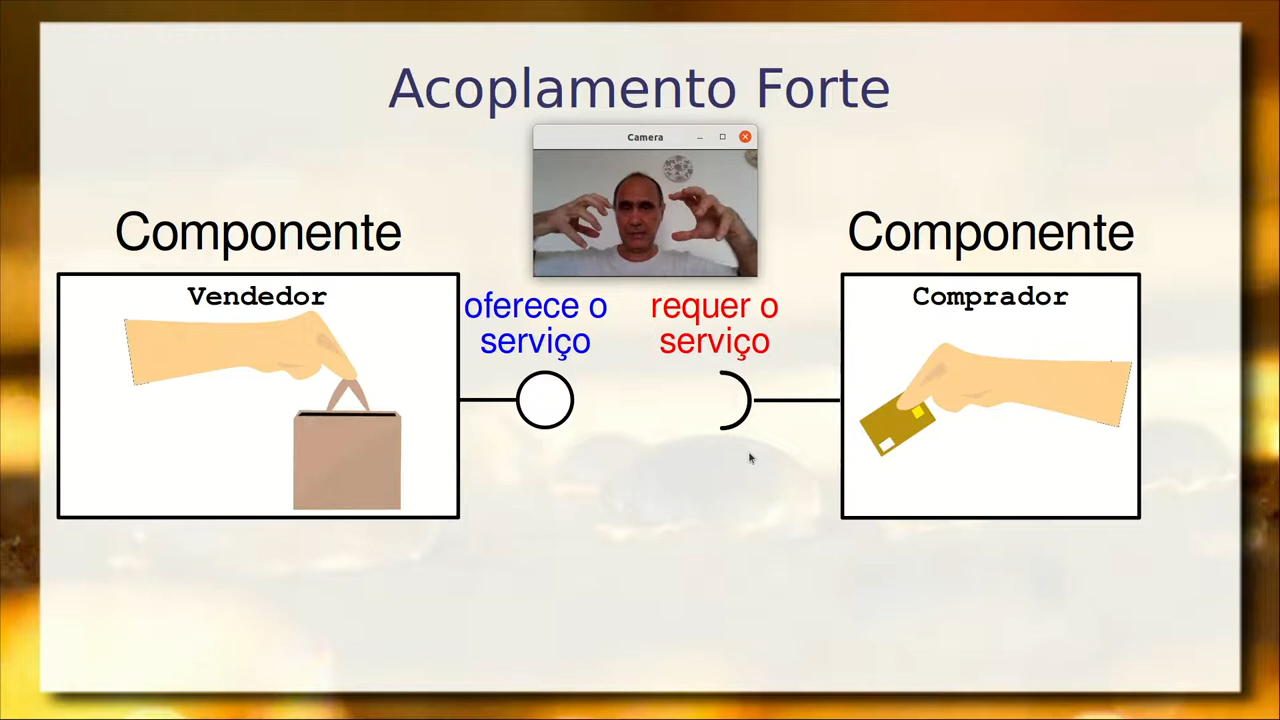 Acoplamento Forte
Camera
Componente
Componente
Vendedor
oferece o
serviço
requer o
serviço
Comprador